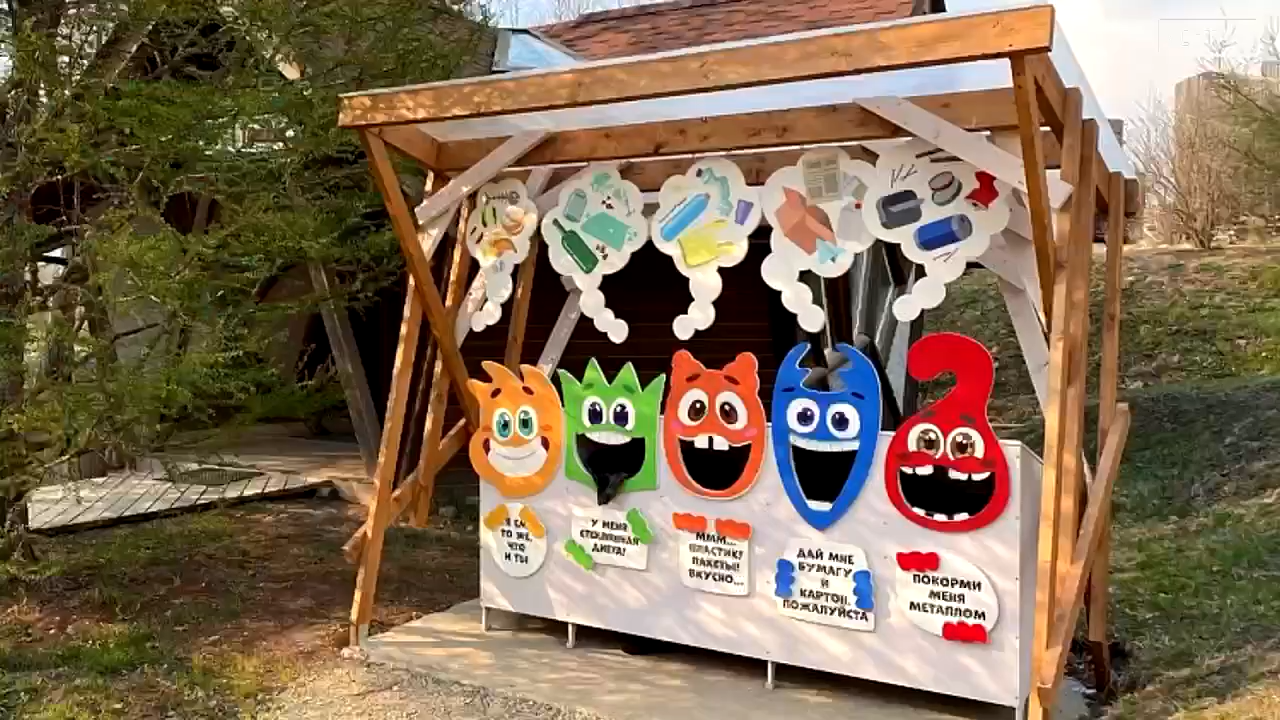 Я ЕМ
ТО ЖЕ,
ЧТО
И ТЫ
У МЕНЯ
СТЕКЛЯННАЯ
ДИЕТА!
МММ...
ПЛАСТИК!
ПАКЕТЫ!
ВКУСНО...
ДАЙ МНЕ
БУМАГУ
И
КАРТОН,
ПОЖАЛУЙСТА
ПОКОРМИ
МЕНЯ
МЕТАЛЛОМ